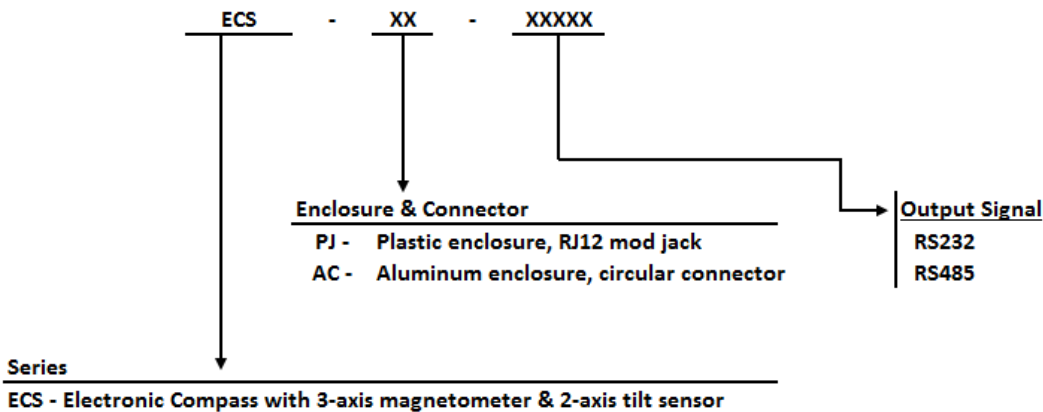 ECS - XX - XXXXX
Enclosure & Connector
PJ - Plastic enclosure, RJ12 mod jack
AC - Aluminum enclosure, circular connector
Output Signal
RS232
RS485
Series
ECS - Electronic Compass with 3-axis magnetometer & 2-axis tilt sensor